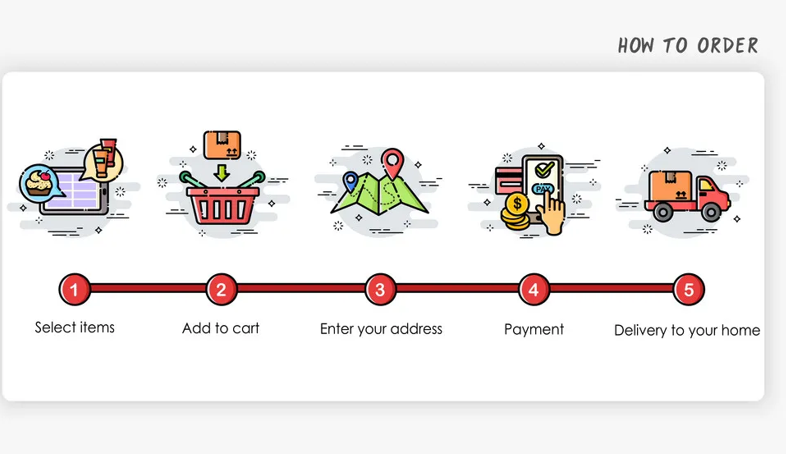 HOW TO ORDER
$
PAY
1
2
3
4
5
Select items
Add to cart
Enter your address
Payment
Delivery to your home